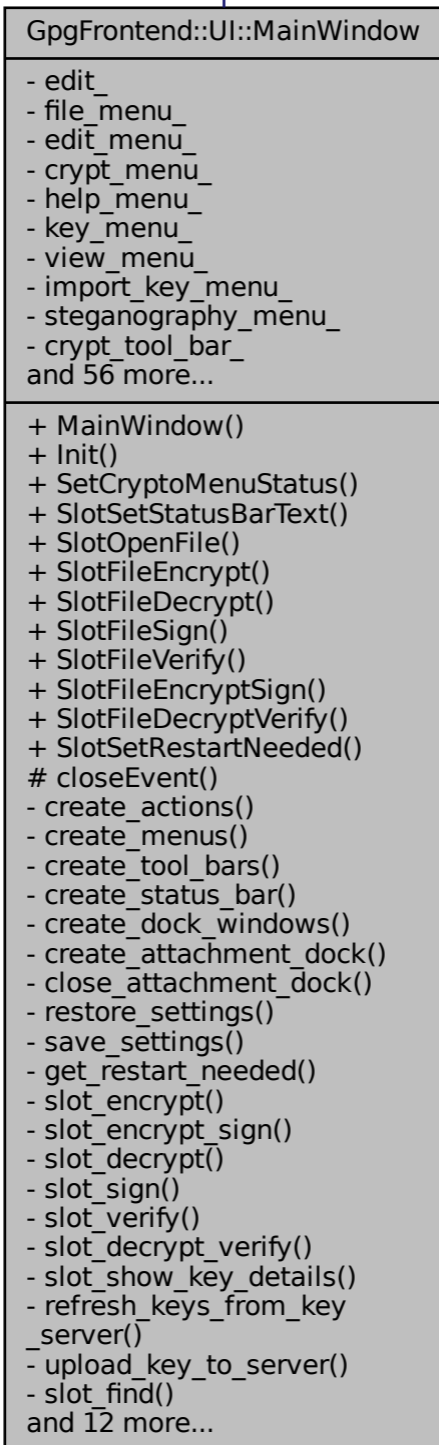 GpgFrontend::UI::MainWindow
- edit_
- file_menu_
- edit_menu_
- crypt_menu_
- help_menu_
- key_menu_
- view_menu_
- import_key_menu_
- steganography_menu_
- crypt_tool_bar_
and 56 more...
+ MainWindow()
+ Init()
+ SetCryptoMenuStatus()
+ SlotSetStatusBarText()
+ SlotOpenFile()
+ SlotFileEncrypt()
+ SlotFileDecrypt()
+ SlotFileSign()
+ SlotFileVerify()
+ SlotFileEncryptSign()
+ SlotFileDecryptVerify()
+ SlotSetRestartNeeded()
# closeEvent()
- create_actions()
- create_menus()
- create_tool_bars()
- create_status_bar()
- create_dock_windows()
- create_attachment_dock()
- close_attachment_dock()
- restore_settings()
- save_settings()
- get_restart_needed()
- slot_encrypt()
- slot_encrypt_sign()
- slot_decrypt()
- slot_sign()
- slot_verify()
- slot_decrypt_verify()
- slot_show_key_details()
- refresh_keys_from_key
_server()
- upload_key_to_server()
- slot_find()
and 12 more...